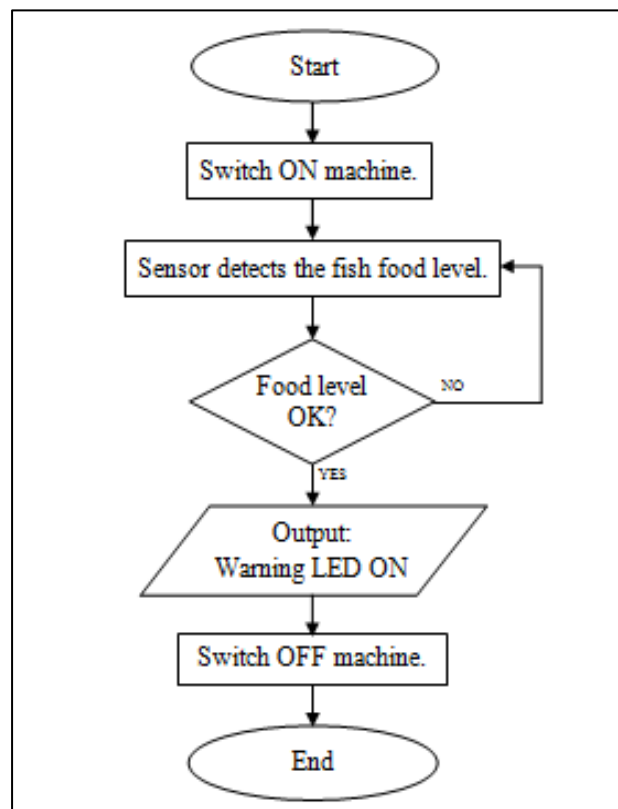 Start
Switch ON machine.
Sensor detects the fish food level.
Food level
OK?
NO
YES
Output:
Warning LED ON
Switch OFF machine.
End